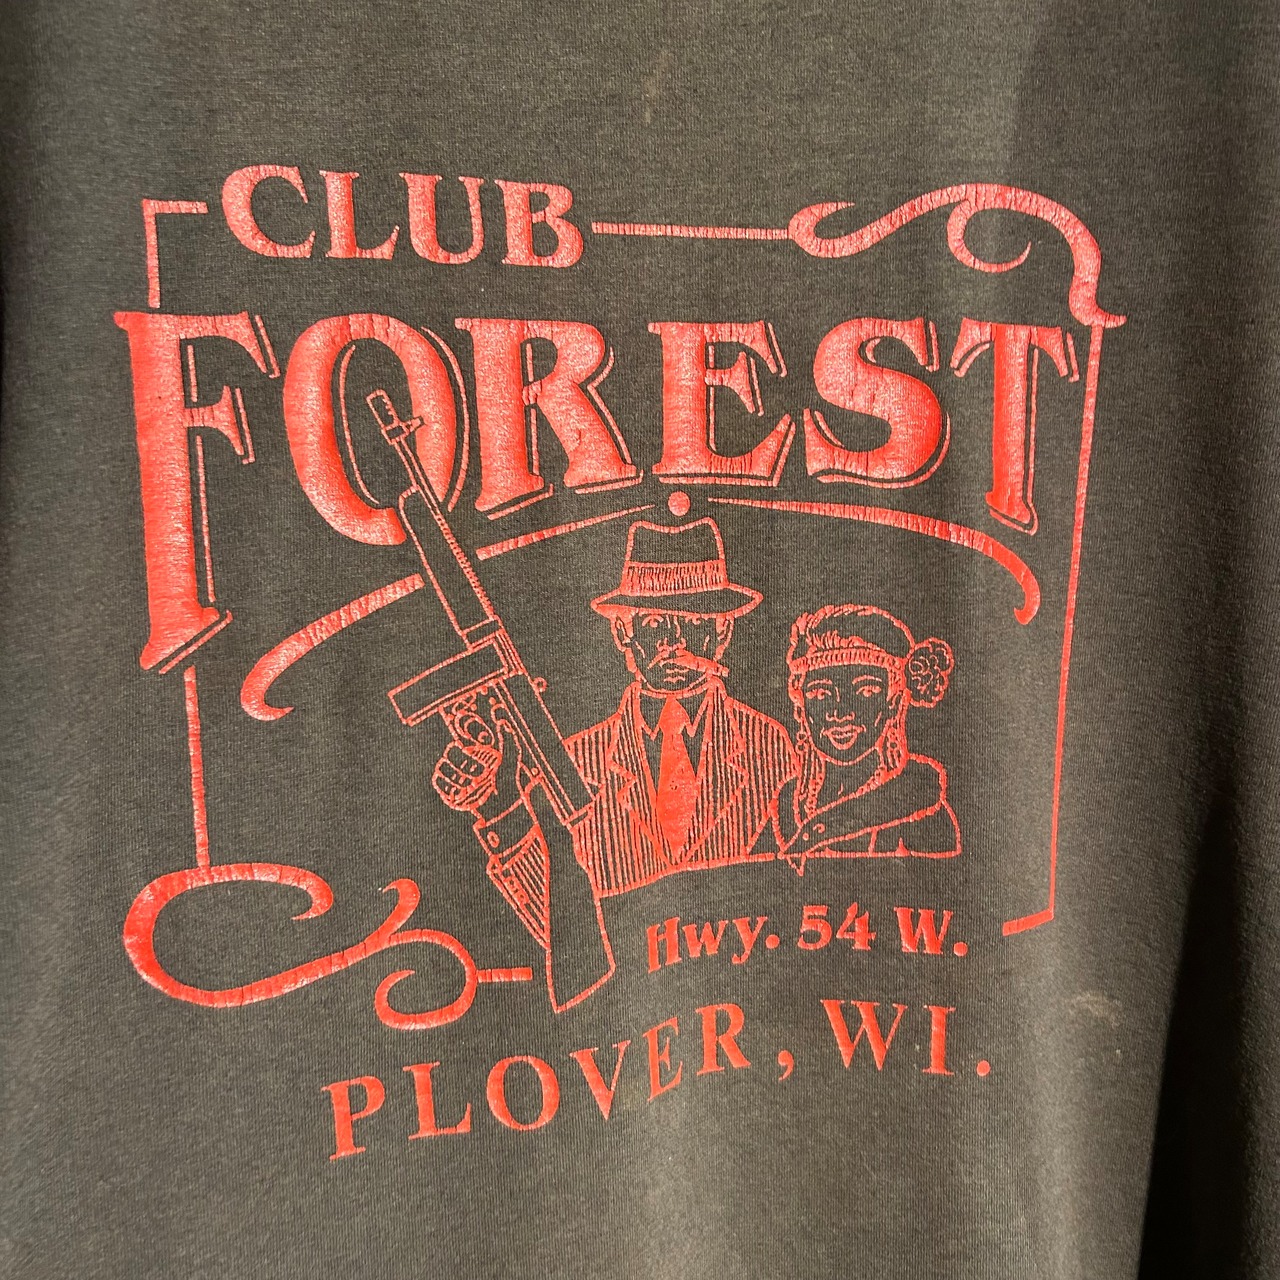 CLUB
FOREST
Hwy. 54 W.
PLOVER, WI.